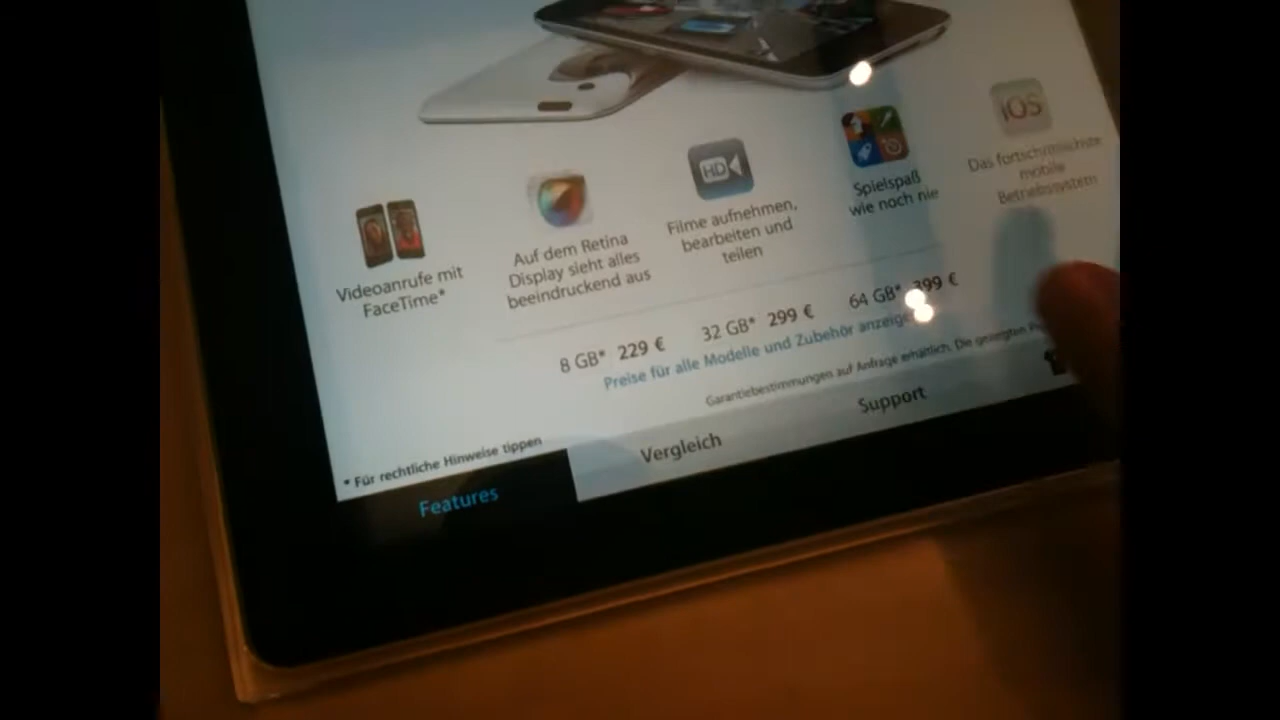 iOS
HD
Videoanrufe mit
FaceTime*
Auf dem Retina
Display sieht alles
beeindruckend aus
Filme aufnehmen,
bearbeiten und
teilen
Spielspaß
wie noch nie
Das fortschrittlichste
mobile
Betriebssystem
8 GB* 229 € 32 GB* 299 € 64 GB* 399 €
Preise für alle Modelle und Zubehör anzeigen
Garantiebestimmungen auf Anfrage erhältlich. Die gezeigten
* Für rechtliche Hinweise tippen
Features Vergleich Support